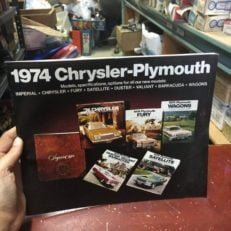 1974 Chrysler-Plymouth
Models, specifications, options for all our new models
IMPERIAL • CHRYSLER • FURY • SATELLITE • DUSTER • VALIANT • BARRACUDA • WAGONS
CHRYSLER
FURY
WAGONS
SATELLITE